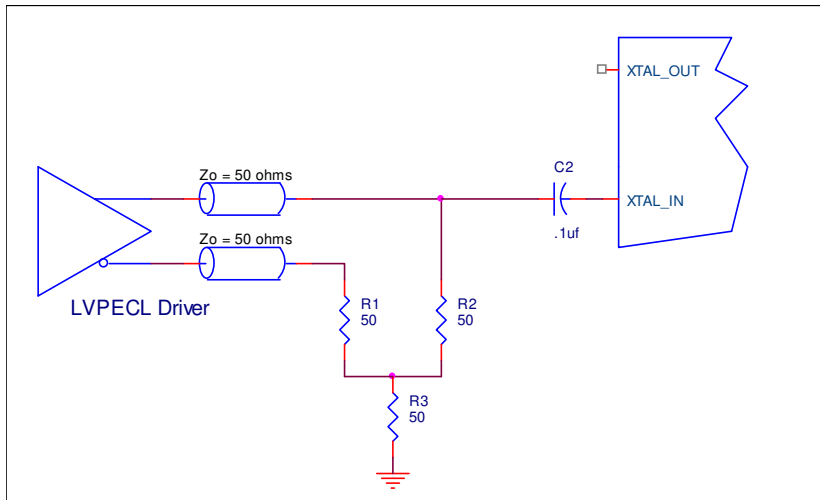 XTAL_OUT
C2
Zo = 50 ohms
XTAL_IN
.1uf
Zo = 50 ohms
LVPECL Driver
R1
50
R2
50
R3
50